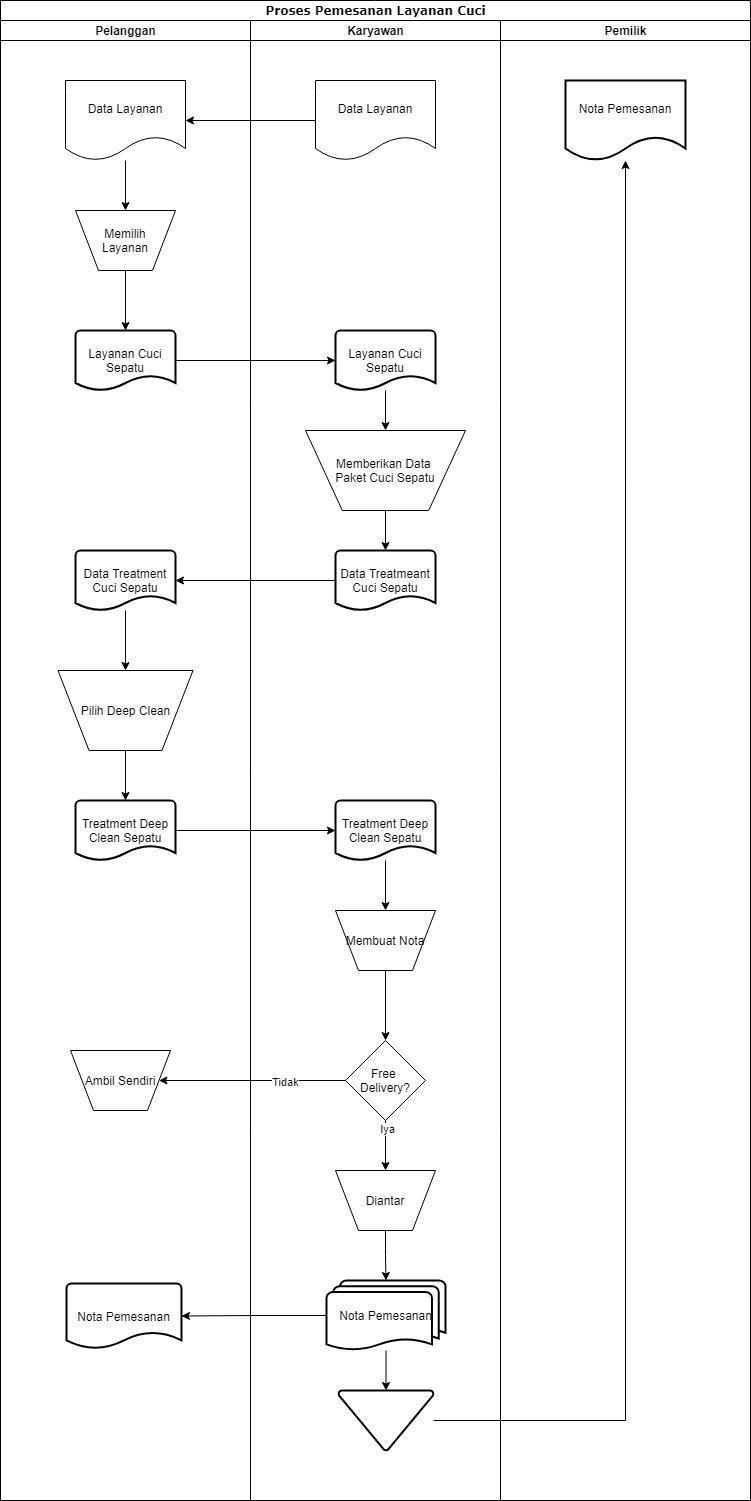 Proses Pemesanan Layanan Cuci
Pelanggan
Karyawan
Pemilik
Data Layanan
Data Layanan
Nota Pemesanan
Memilih
Layanan
Layanan Cuci
Sepatu
Layanan Cuci
Sepatu
Memberikan Data
Paket Cuci Sepatu
Data Treatment
Cuci Sepatu
Data Treatmeant
Cuci Sepatu
Pilih Deep Clean
Treatment Deep
Clean Sepatu
Treatment Deep
Clean Sepatu
Membuat Nota
Ambil Sendiri
Tidak
Free
Delivery?
Iya
Diantar
Nota Pemesanan
Nota Pemesanan